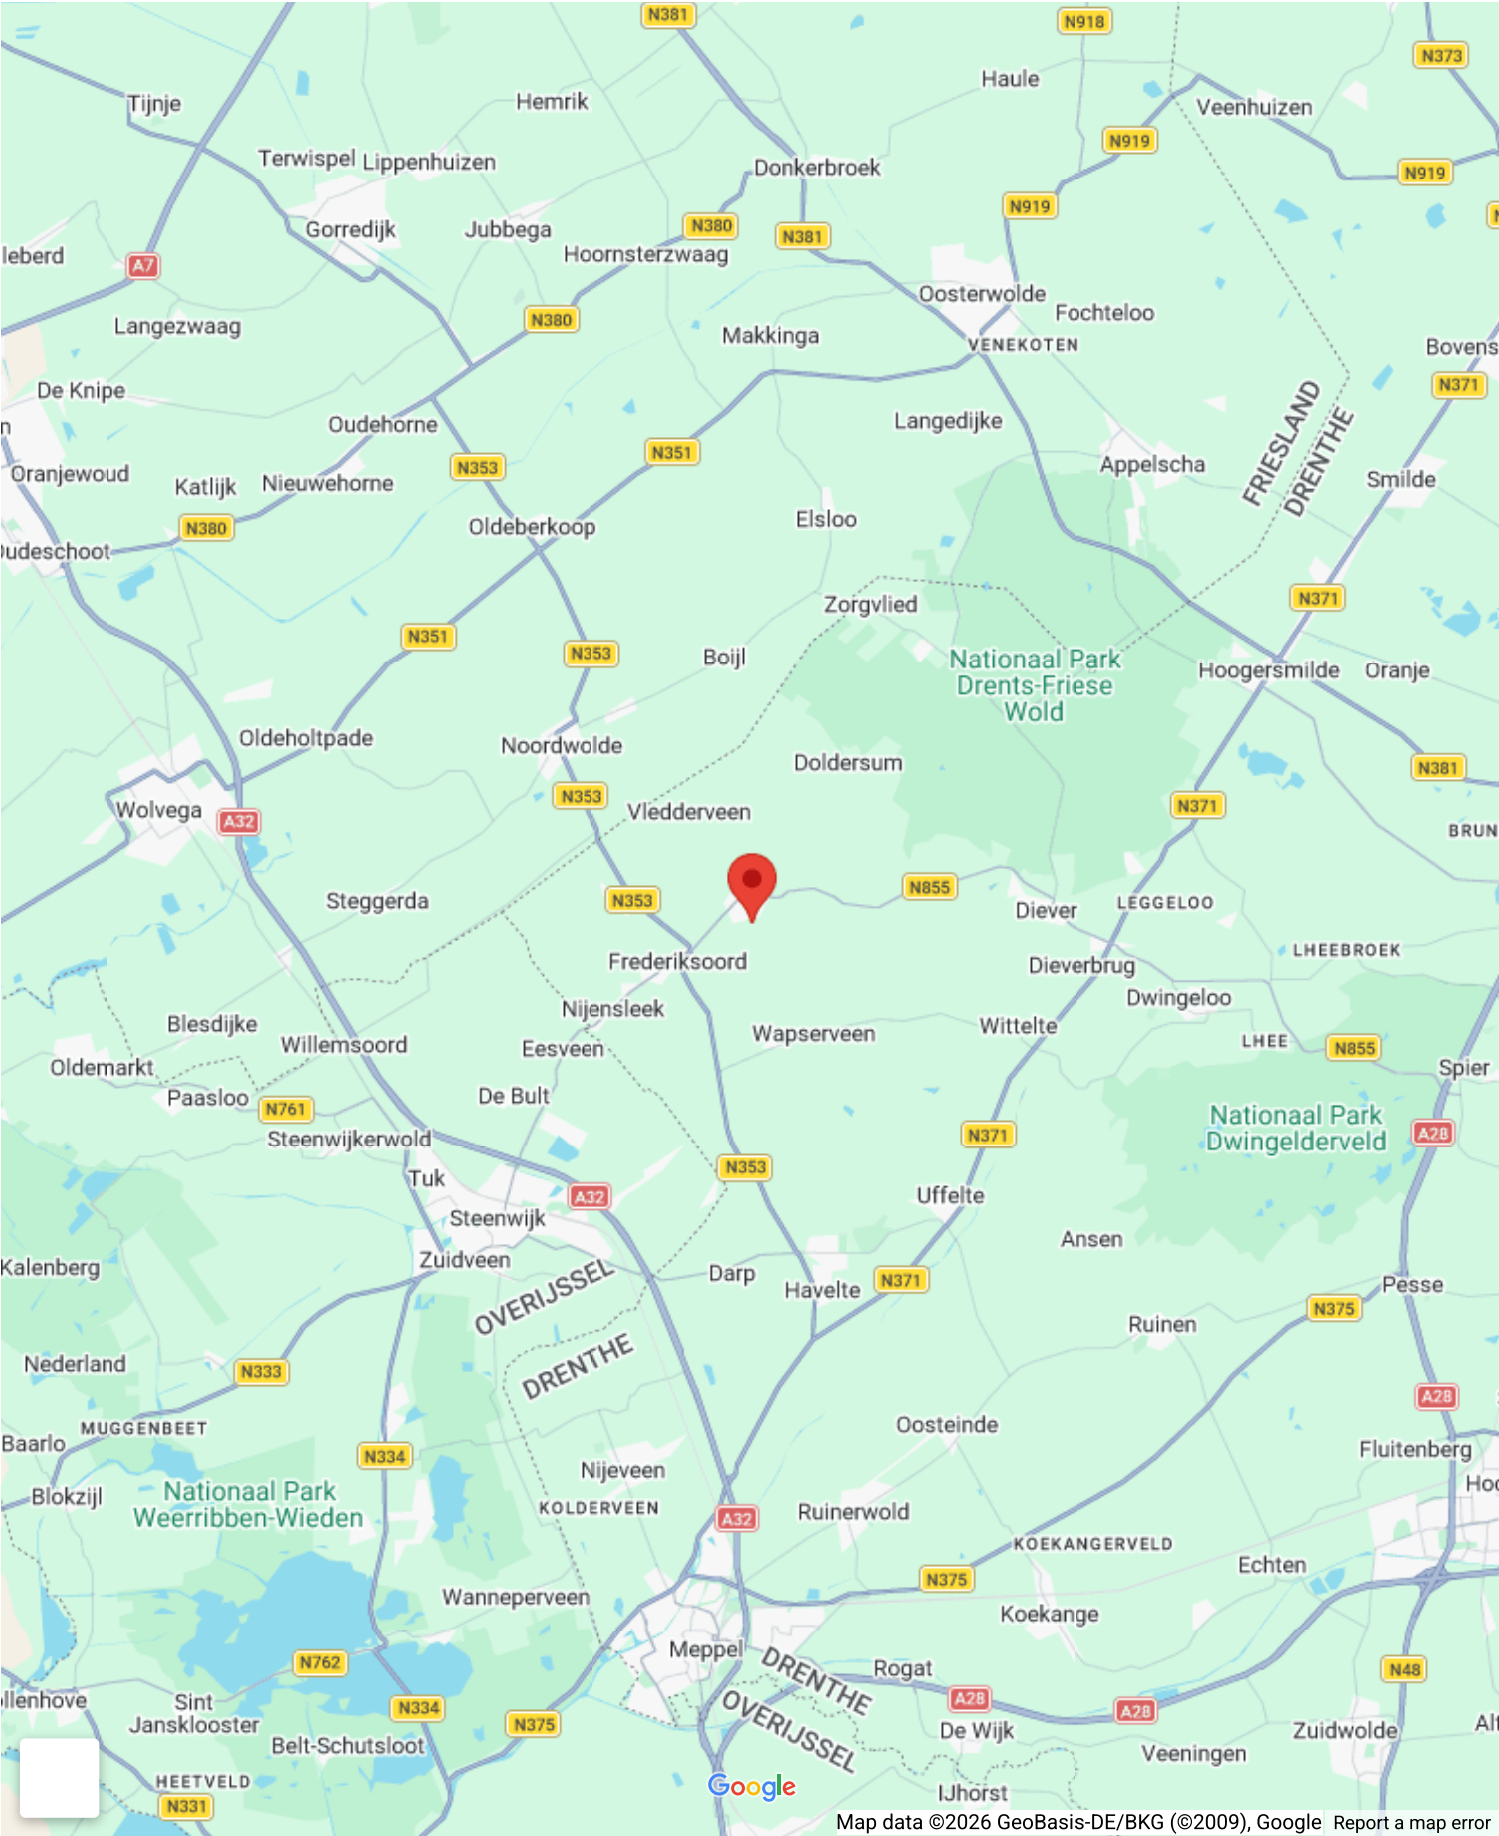 N381
N918
N373
Haule
Tijnje
Hemrik
Veenhuizen
N919
Terwispel
Lippenhuizen
Donkerbroek
N919
N919
Gorredijk
Jubbega
N380
N381
Hoornsterzwaag
leberd
A7
Oosterwolde
Fochteloo
Langezwaag
N380
Makkinga
VENEKOTEN
Bovens
N371
De Knipe
Oudehorne
Langedijke
FRIESLAND
DRENTHE
N351
Appelscha
Oranjewoud
N353
Smilde
Katlijk
Nieuwehorne
N380
Oldeberkoop
Elsloo
Oudeschoot
N371
Zorgvlied
N351
N353
Boijl
Nationaal Park
Drents-Friese
Wold
Hoogersmilde
Oranje
Oldeholtpade
Noordwolde
Doldersum
N381
N353
Wolvega
A32
Vledderveen
N371
BRUN
Steggerda
N353
N855
Diever
LEGGELOO
Frederiksoord
Dieverbrug
LHEEBROEK
Dwingeloo
Nijensleek
Blesdijke
Willemsoord
Eesveen
Wapserveen
Wittelte
LHEE
N855
Oldemarkt
Spier
Paasloo
N761
De Bult
Nationaal Park
Dwingelderveld
A28
Steenwijkerwold
N371
Tuk
N353
A32
Uffelte
Steenwijk
Ansen
Kalenberg
Zuidveen
Darp
Havelte
N371
Pesse
OVERIJSSEL
DRENTHE
N375
Ruinen
Nederland
N333
A28
MUGGENBEET
Oosteinde
Baarlo
N334
Nijeveen
Fluitenberg
Blokzijl
Nationaal Park
Weerribben-Wieden
KOLDERVEEN
Ruinerwold
A32
Hoo
KOEKANGERVELD
Echten
N375
Wanneperveen
Koekange
Meppel
N762
DRENTHE
OVERIJSSEL
Rogat
N48
ollenhove
Sint
Jansklooster
N334
N375
A28
A28
De Wijk
Zuidwolde
Belt-Schutsloot
Veeningen
HEETVELD
N331
IJhorst
Google
Map data ©2026 GeoBasis-DE/BKG (©2009), Google
Report a map error